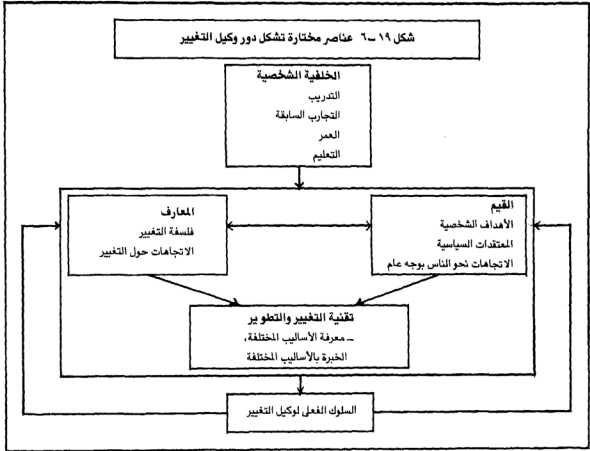 شكل ١٩ – ٦ عناصر مختارة تشكل دور وكيل التغيير
الخلفية الشخصية
التدريب
التجارب السابقة
العمر
التعليم
القيم
الأهداف الشخصية
المعتقدات السياسية
الاتجاهات نحو الناس بوجه عام
المعارف
فلسفة التغيير
الاتجاهات حول التغيير
تقنية التغيير والتطوير
– معرفة الأساليب المختلفة،
الخبرة بالأساليب المختلفة
السلوك الفعلى لوكيل التغيير